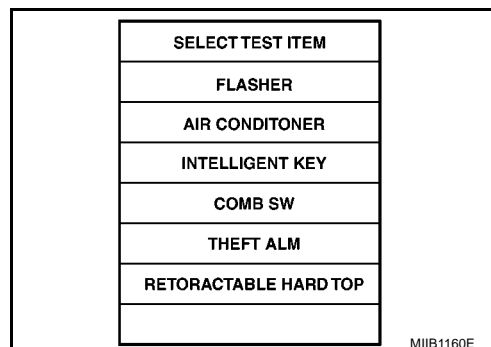 SELECT TEST ITEM
FLASHER
AIR CONDITONER
INTELLIGENT KEY
COMB SW
THEFT ALM
RETORACTABLE HARD TOP
MIIB1160E